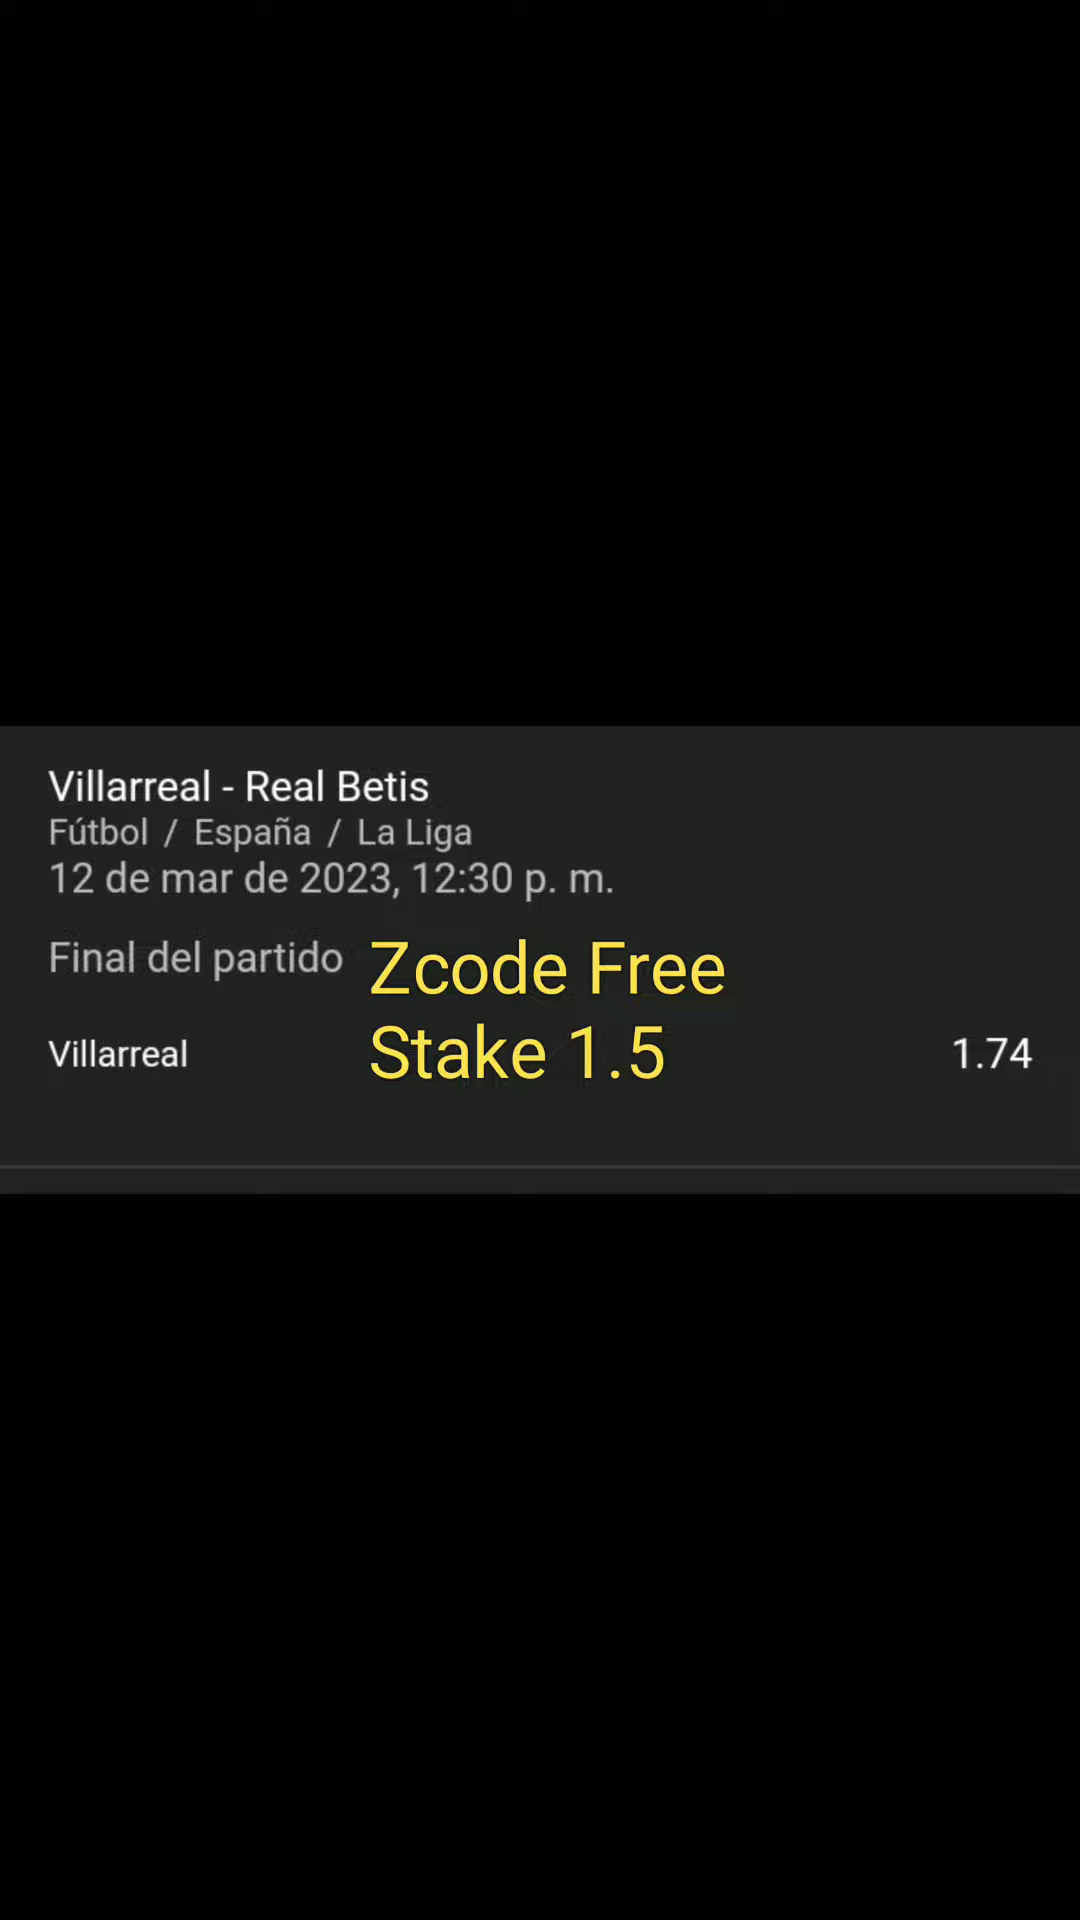 Villarreal - Real Betis
Fútbol / España / La Liga
12 de mar de 2023, 12:30 p. m.
Final del partido
Zcode Free
Stake 1.5
Villarreal
1.74